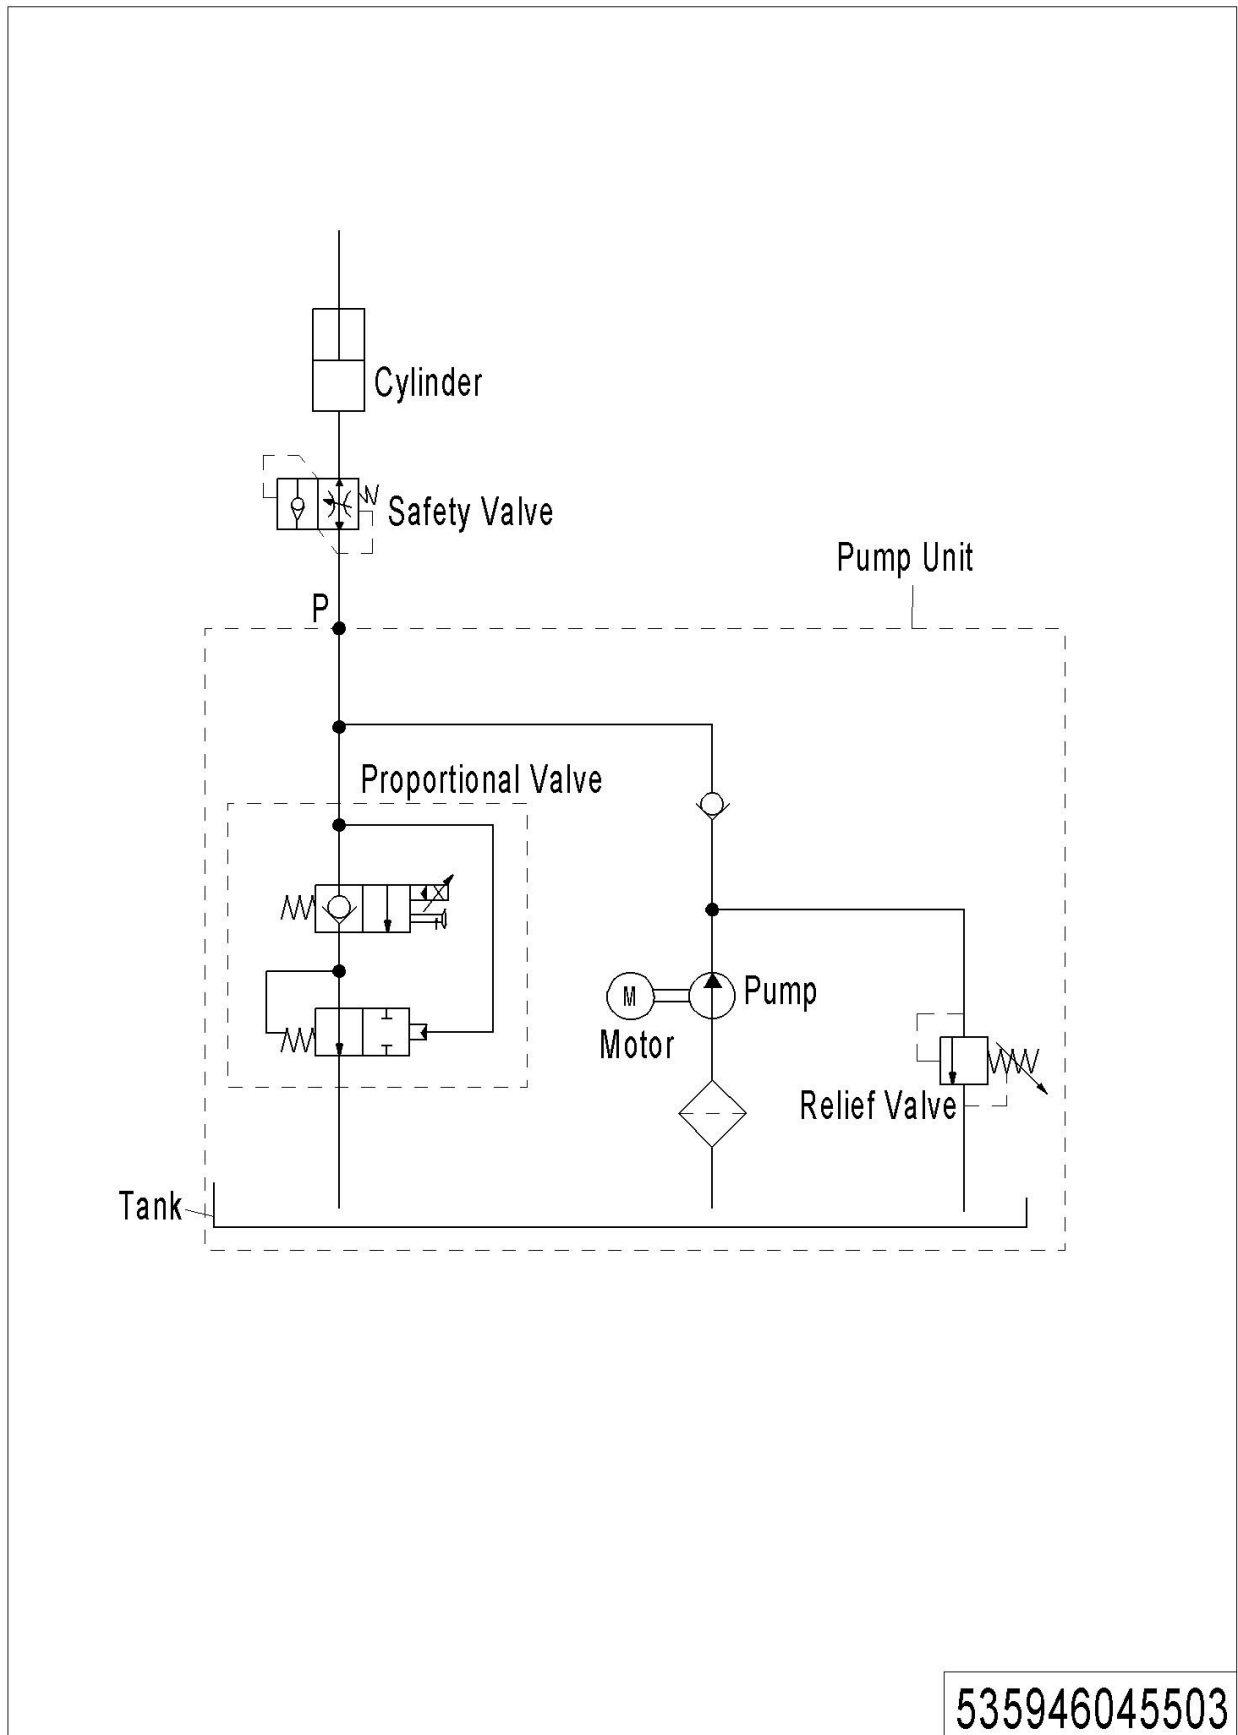 Cylinder
Safety Valve
Pump Unit
P
Proportional Valve
M
Pump
Motor
Relief Valve
Tank
535946045503